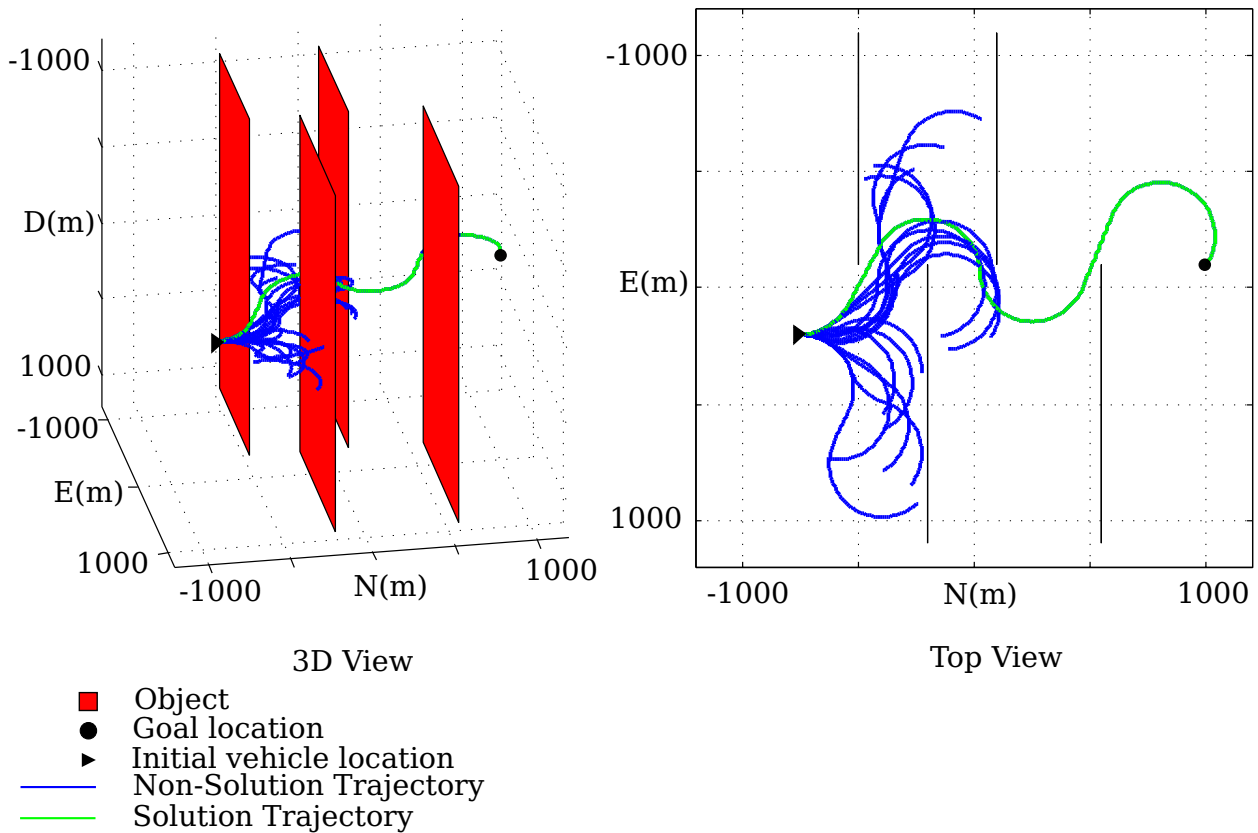 -1000
D(m)
1000
-1000
E(m)
1000
-1000
N(m)
1000
3D View
-1000
E(m)
1000
-1000
N(m)
1000
Top View
Object
Goal location
Initial vehicle location
Non-Solution Trajectory
Solution Trajectory